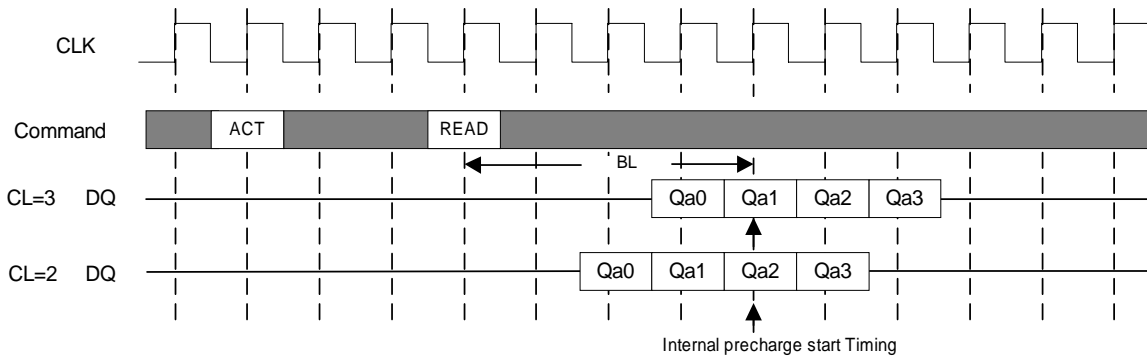 CLK
Command ACT READ
BL
CL=3 DQ Qa0 Qa1 Qa2 Qa3
CL=2 DQ Qa0 Qa1 Qa2 Qa3
Internal precharge start Timing